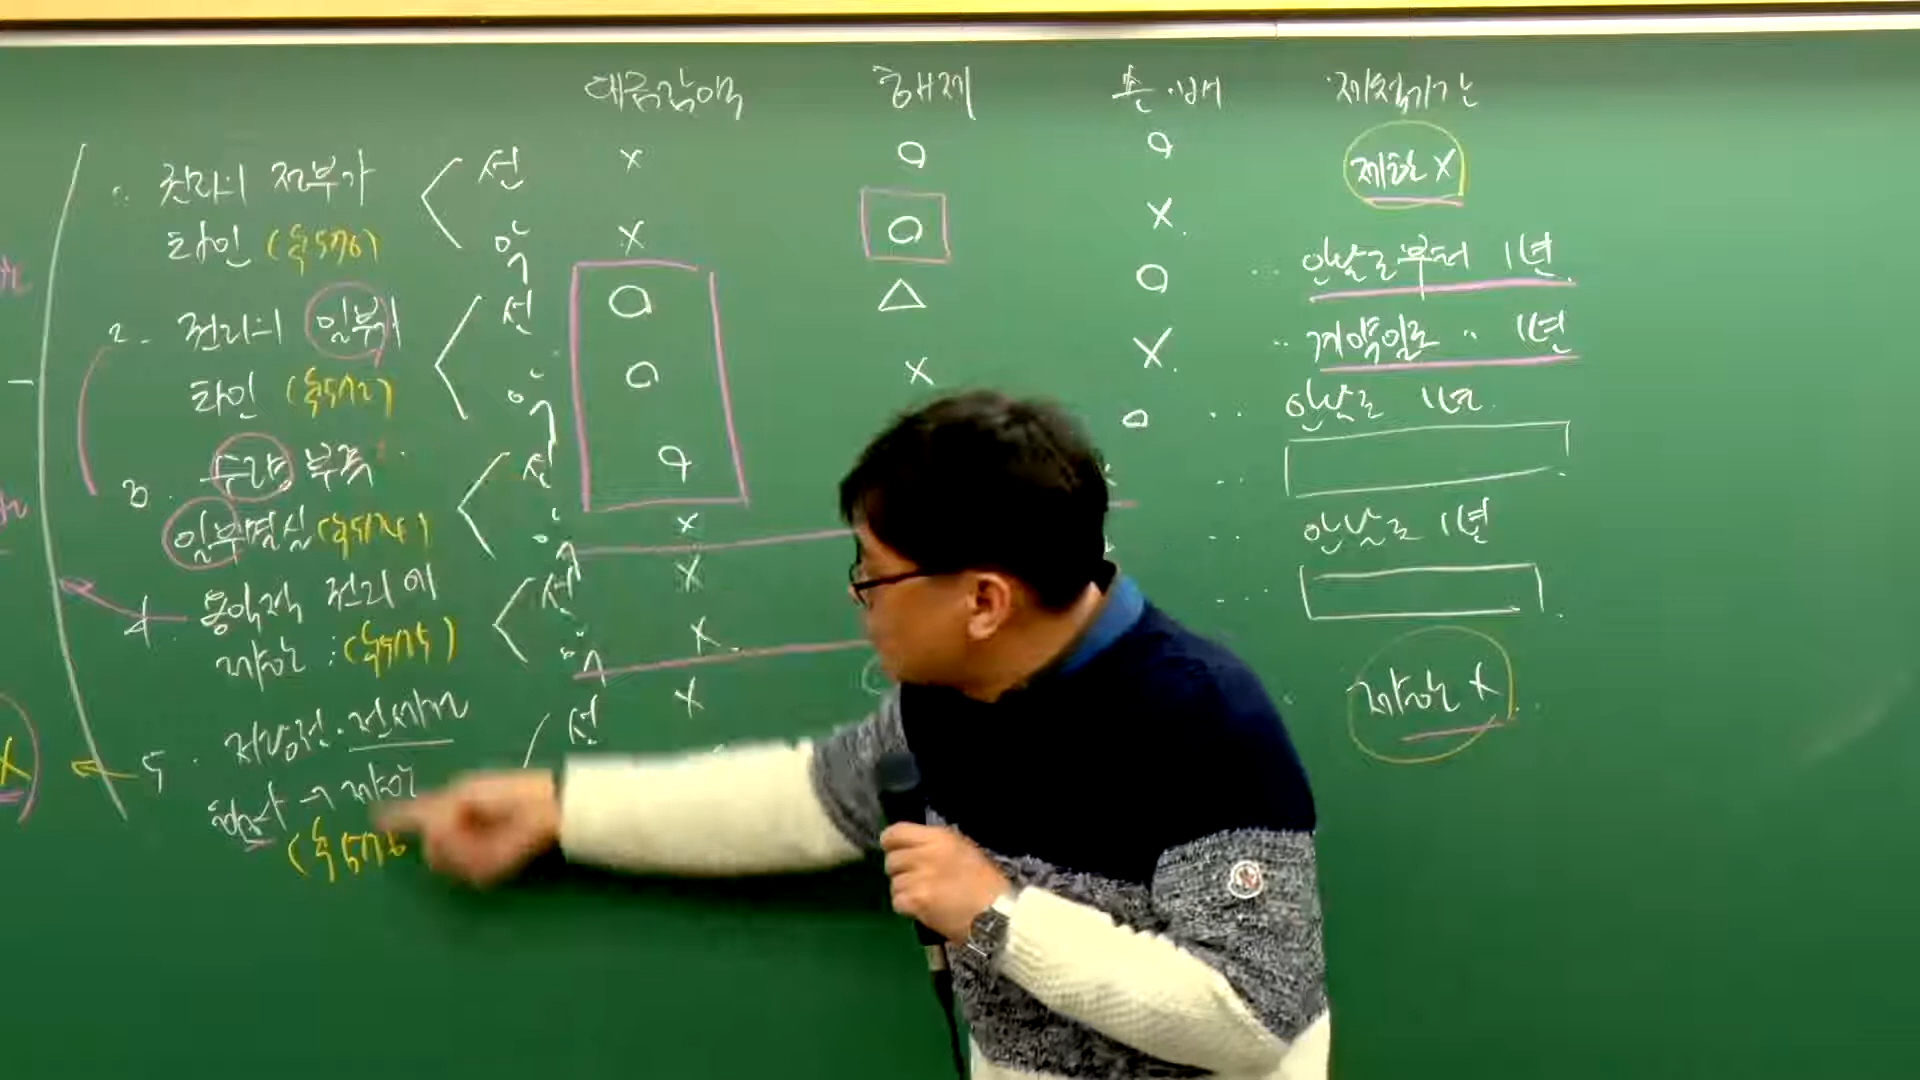 대금감액 해제 손·배 제척기간
1. 권리의 전부가 선 x O O 제한 X
타인 (§570) 악 x O X.
2. 권리의 일부가 선 O △ O ‥ 안날로부터 1년
타인 (§572) 악 O x X. ‥ 계약일로 ‥ 1년
3. 수량부족 선 O O ‥ 안날로 1년
일부멸실 (§574) 악 x ‥
4. 용익적 권리에 선 x ‥ 안날로 1년
제한 : (§575) 악 x ‥
5. 저당권·전세권 선 x 제한 X
행사 → 제한
X